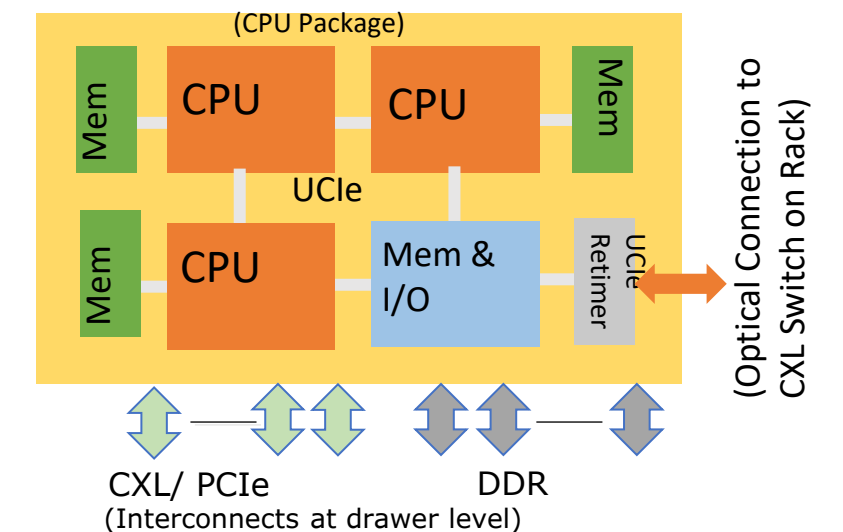 (CPU Package)
Mem
CPU
CPU
Mem
UCIe
Mem
CPU
Mem &
I/O
UCIe
Retimer
(Optical Connection to
CXL Switch on Rack)
CXL/ PCIe
DDR
(Interconnects at drawer level)